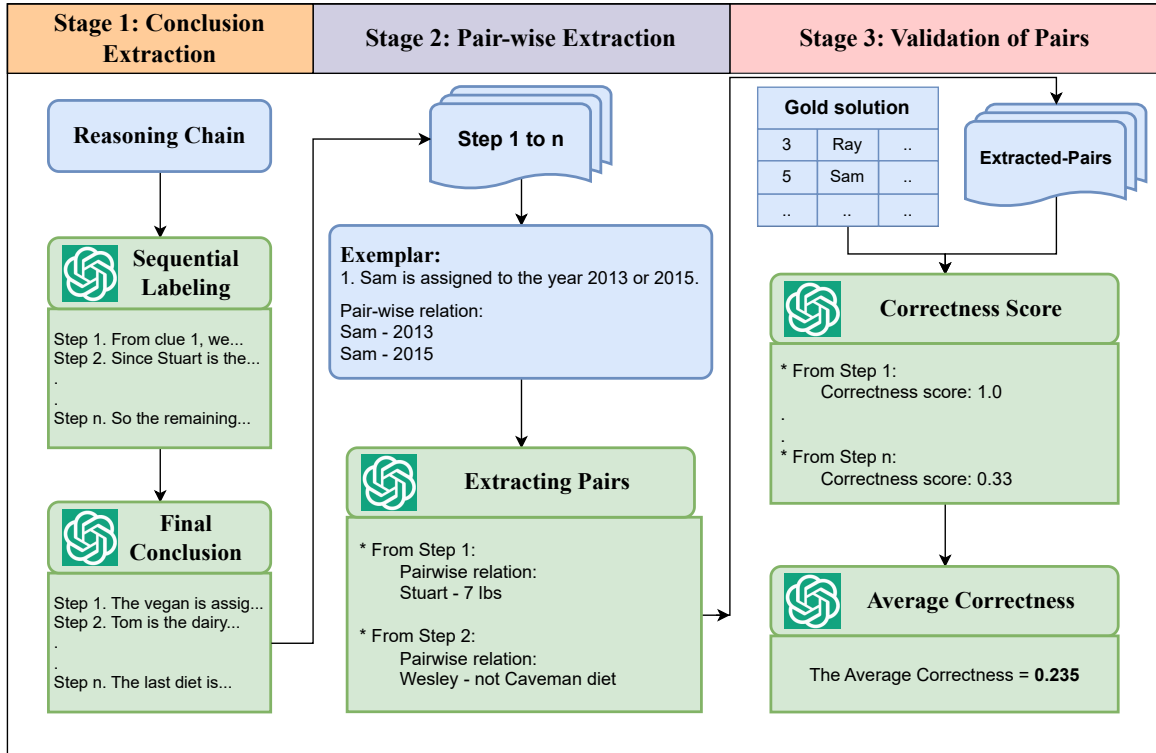 Stage 1: Conclusion
Extraction
Stage 2: Pair-wise Extraction
Stage 3: Validation of Pairs
Reasoning Chain
Sequential
Labeling
Step 1. From clue 1, we...
Step 2. Since Stuart is the...
.
.
Step n. So the remaining...
Final
Conclusion
Step 1. The vegan is assig...
Step 2. Tom is the dairy...
.
.
Step n. The last diet is...
Step 1 to n
Exemplar:
1. Sam is assigned to the year 2013 or 2015.
Pair-wise relation:
Sam - 2013
Sam - 2015
Extracting Pairs
* From Step 1:
Pairwise relation:
Stuart - 7 lbs
* From Step 2:
Pairwise relation:
Wesley - not Caveman diet
Gold solution
3 Ray ..
5 Sam ..
.. .. ..
Extracted-Pairs
Correctness Score
* From Step 1:
Correctness score: 1.0
.
.
* From Step n:
Correctness score: 0.33
Average Correctness
The Average Correctness = 0.235